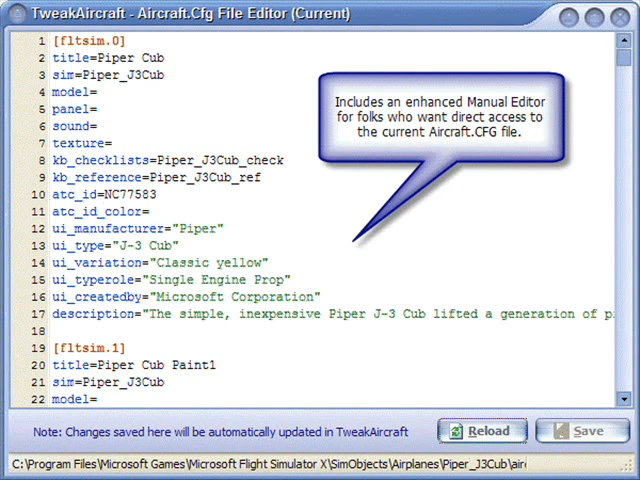 TweakAircraft - Aircraft.Cfg File Editor (Current)
1 [fltsim.0]
2 title=Piper Cub
3 sim=Piper_J3Cub
4 model=
5 panel=
6 sound=
7 texture=
8 kb_checklists=Piper_J3Cub_check
9 kb_reference=Piper_J3Cub_ref
10 atc_id=NC77583
11 atc_id_color=
12 ui_manufacturer="Piper"
13 ui_type="J-3 Cub"
14 ui_variation="Classic yellow"
15 ui_typerole="Single Engine Prop"
16 ui_createdby="Microsoft Corporation"
17 description="The simple, inexpensive Piper J-3 Cub lifted a generation of pi
18
19 [fltsim.1]
20 title=Piper Cub Paint1
21 sim=Piper_J3Cub
22 model=
Includes an enhanced Manual Editor
for folks who want direct access to
the current Aircraft.CFG file.
Note: Changes saved here will be automatically updated in TweakAircraft
Reload
Save
C:\Program Files\Microsoft Games\Microsoft Flight Simulator X\SimObjects\Airplanes\Piper_J3Cub\airc